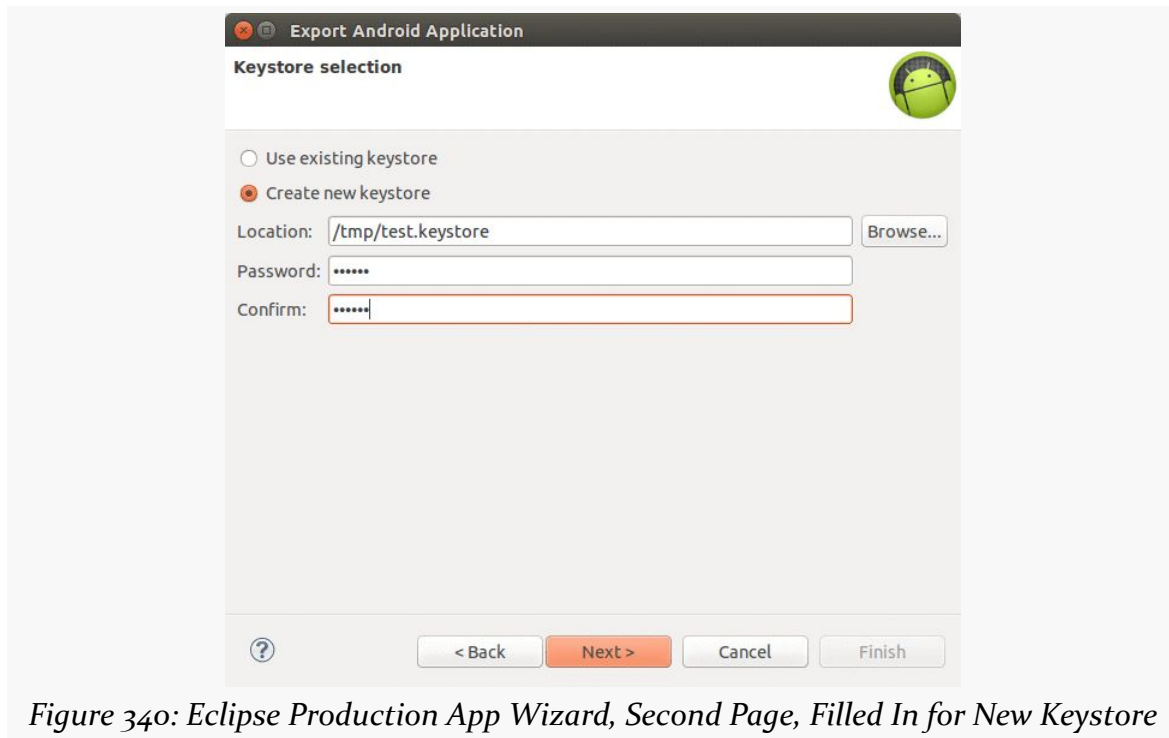 Export Android Application
Keystore selection
Use existing keystore
Create new keystore
Location: /tmp/test.keystore Browse...
Password: ••••••
Confirm: ••••••
?
< Back Next > Cancel Finish
Figure 340: Eclipse Production App Wizard, Second Page, Filled In for New Keystore